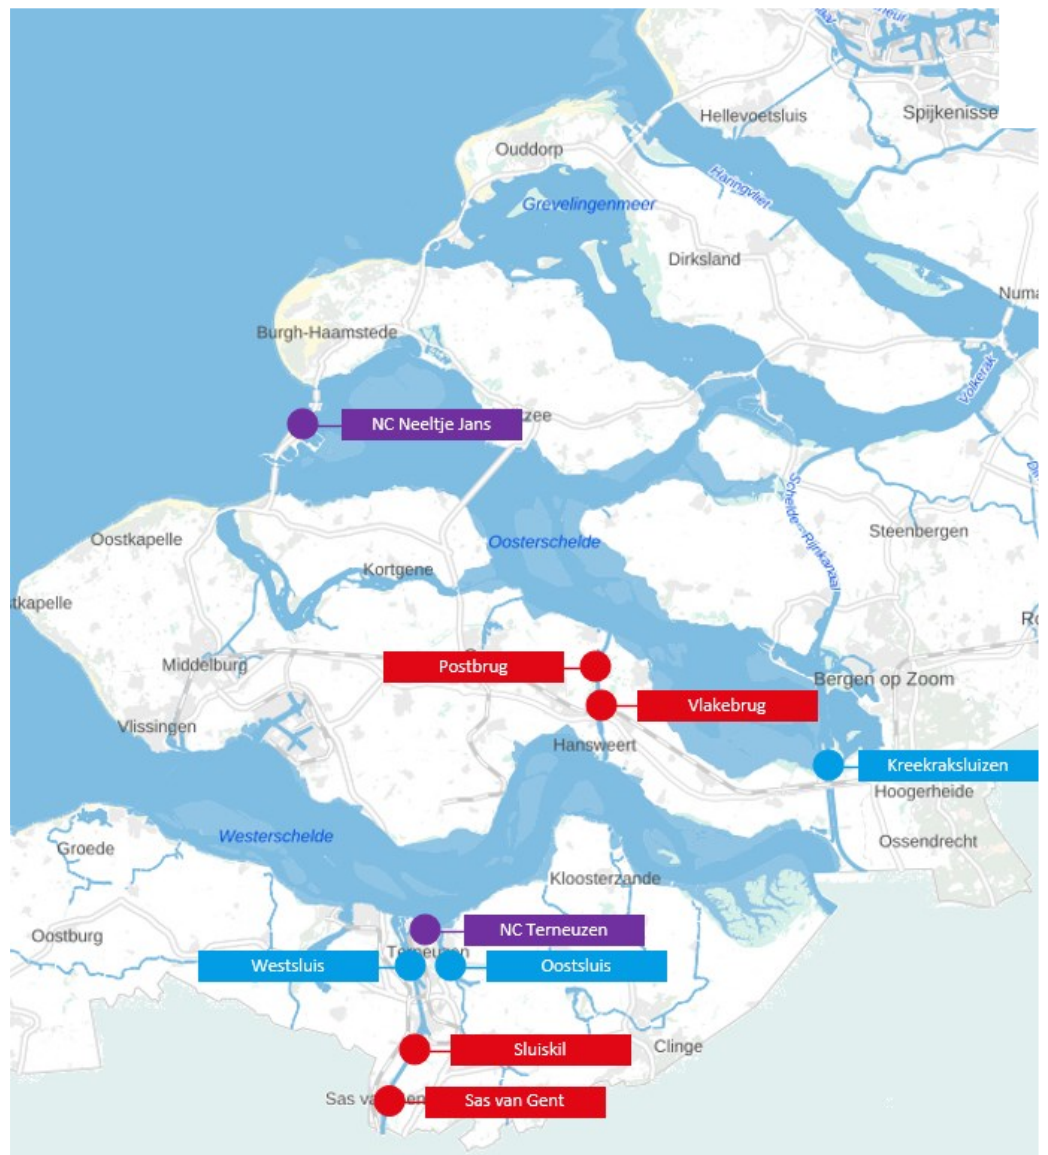 Hellevoetsluis
Spijkenisse
Ouddorp
Haringvliet
Grevelingenmeer
Dirksland
Burgh-Haamstede
Volkerak
NC Neeltje Jans
zee
Schelde-Rijnkanaal
Steenbergen
Oostkapelle
Oosterschelde
Kortgene
tkapelle
Middelburg
Postbrug
Bergen op Zoom
Vlakebrug
Vlissingen
Hansweert
Kreekraksluizen
Hoogerheide
Westerschelde
Groede
Ossendrecht
Kloosterzande
NC Terneuzen
Oostburg
Terneuzen
Westsluis
Oostsluis
Sluiskil
Clinge
Sas van Gent